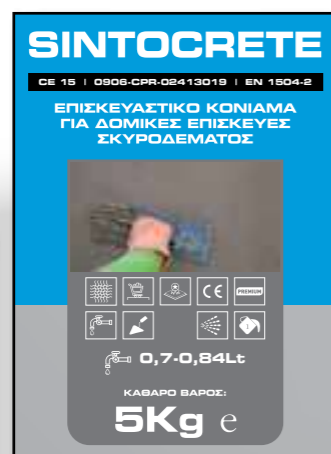 SINTOCRETE
CE 15 | 0906-CPR-02413019 | EN 1504-2
ΕΠΙΣΚΕΥΑΣΤΙΚΟ ΚΟΝΙΑΜΑ
ΓΙΑ ΔΟΜΙΚΕΣ ΕΠΙΣΚΕΥΕΣ
ΣΚΥΡΟΔΕΜΑΤΟΣ
CE
PREMIUM
0,7-0,84Lt
ΚΑΘΑΡΟ ΒΑΡΟΣ:
5Kg e